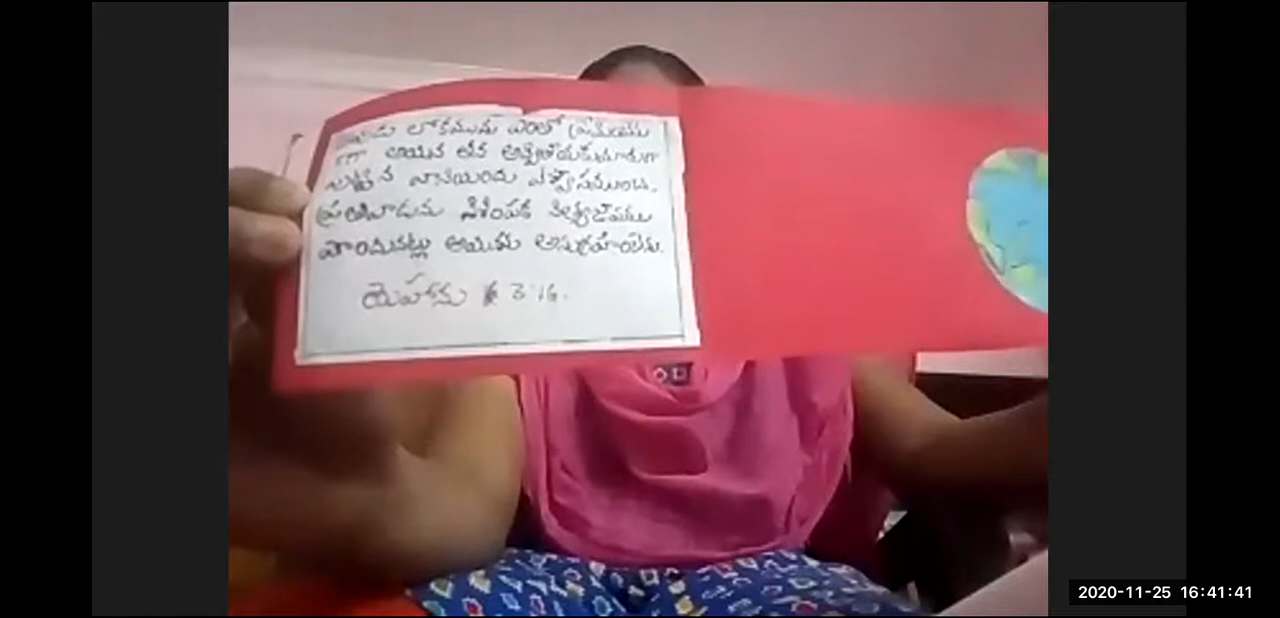 లోకమును ఎంతో ప్రేమించు
గా ఆయన తన అద్వితీయకుమారుడుగా
పుట్టిన వానియందు విశ్వాసముంచు
ప్రతివాడును నశింపక నిత్యజీవము
పొందునట్లు ఆయనను అనుగ్రహించెను.
యోహాను 3:16.
2020-11-25 16:41:41